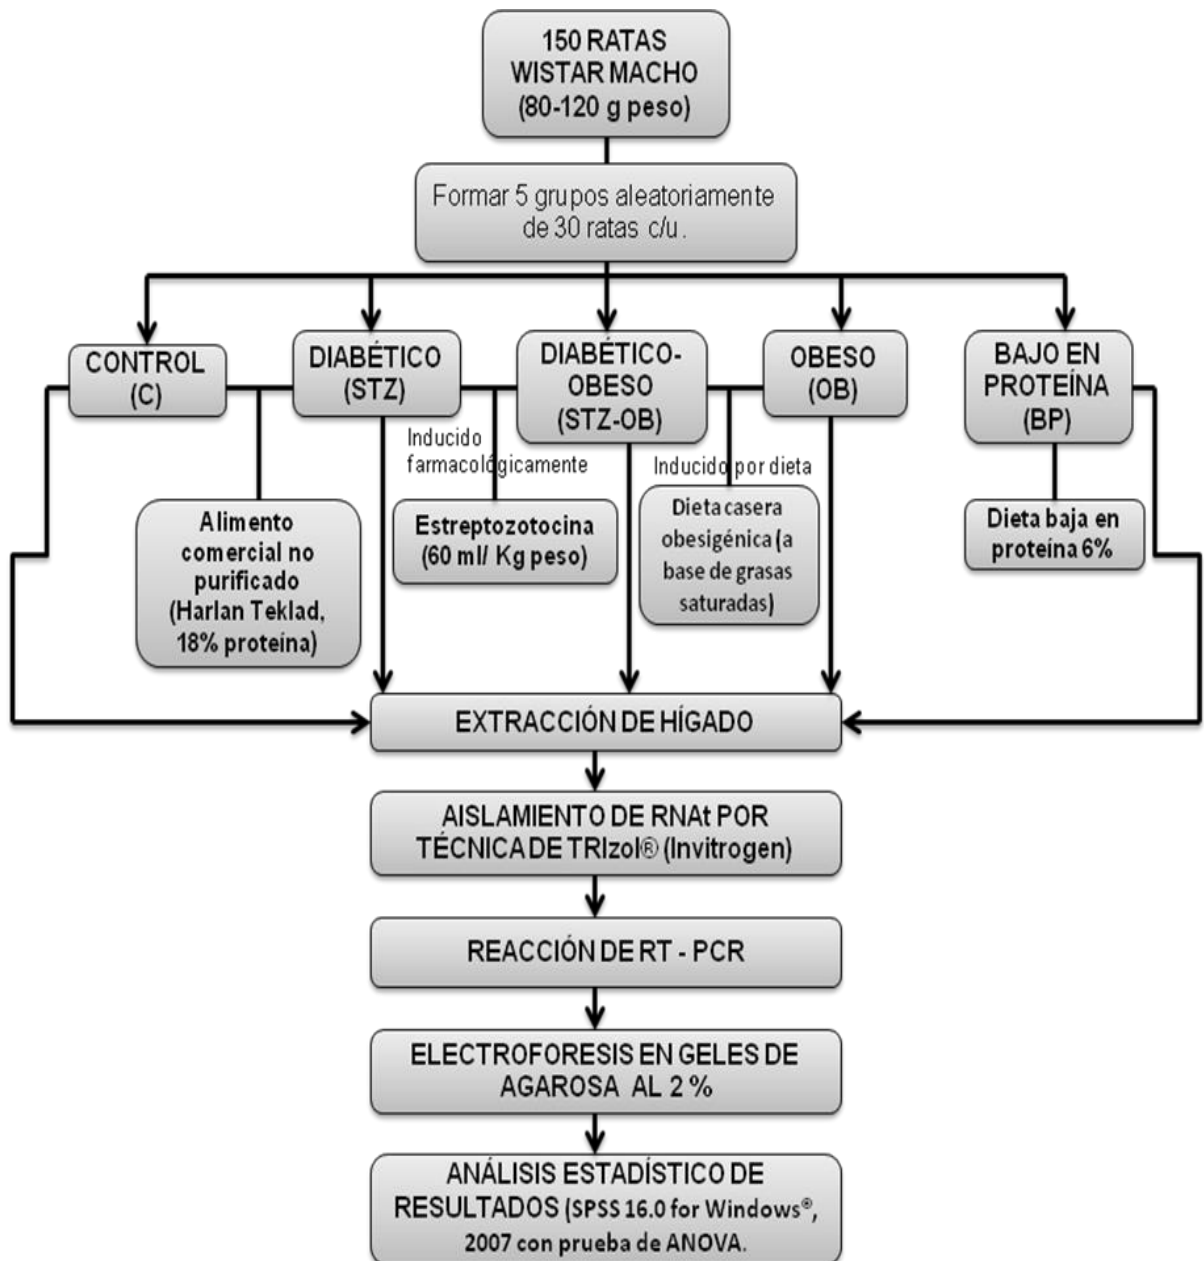 150 RATAS
WISTAR MACHO
(80-120 g peso)
Formar 5 grupos aleatoriamente
de 30 ratas c/u.
CONTROL
(C)
DIABÉTICO
(STZ)
DIABÉTICO-
OBESO
(STZ-OB)
OBESO
(OB)
BAJO EN
PROTEÍNA
(BP)
Inducido
farmacológicamente
Inducido por dieta
Alimento
comercial no
purificado
(Harlan Teklad,
18% proteína)
Estreptozotocina
(60 ml/ Kg peso)
Dieta casera
obesigénica (a
base de grasas
saturadas)
Dieta baja en
proteína 6%
EXTRACCIÓN DE HÍGADO
AISLAMIENTO DE RNAt POR
TÉCNICA DE TRIzol® (Invitrogen)
REACCIÓN DE RT - PCR
ELECTROFORESIS EN GELES DE
AGAROSA AL 2 %
ANÁLISIS ESTADÍSTICO DE
RESULTADOS (SPSS 16.0 for Windows®,
2007 con prueba de ANOVA.